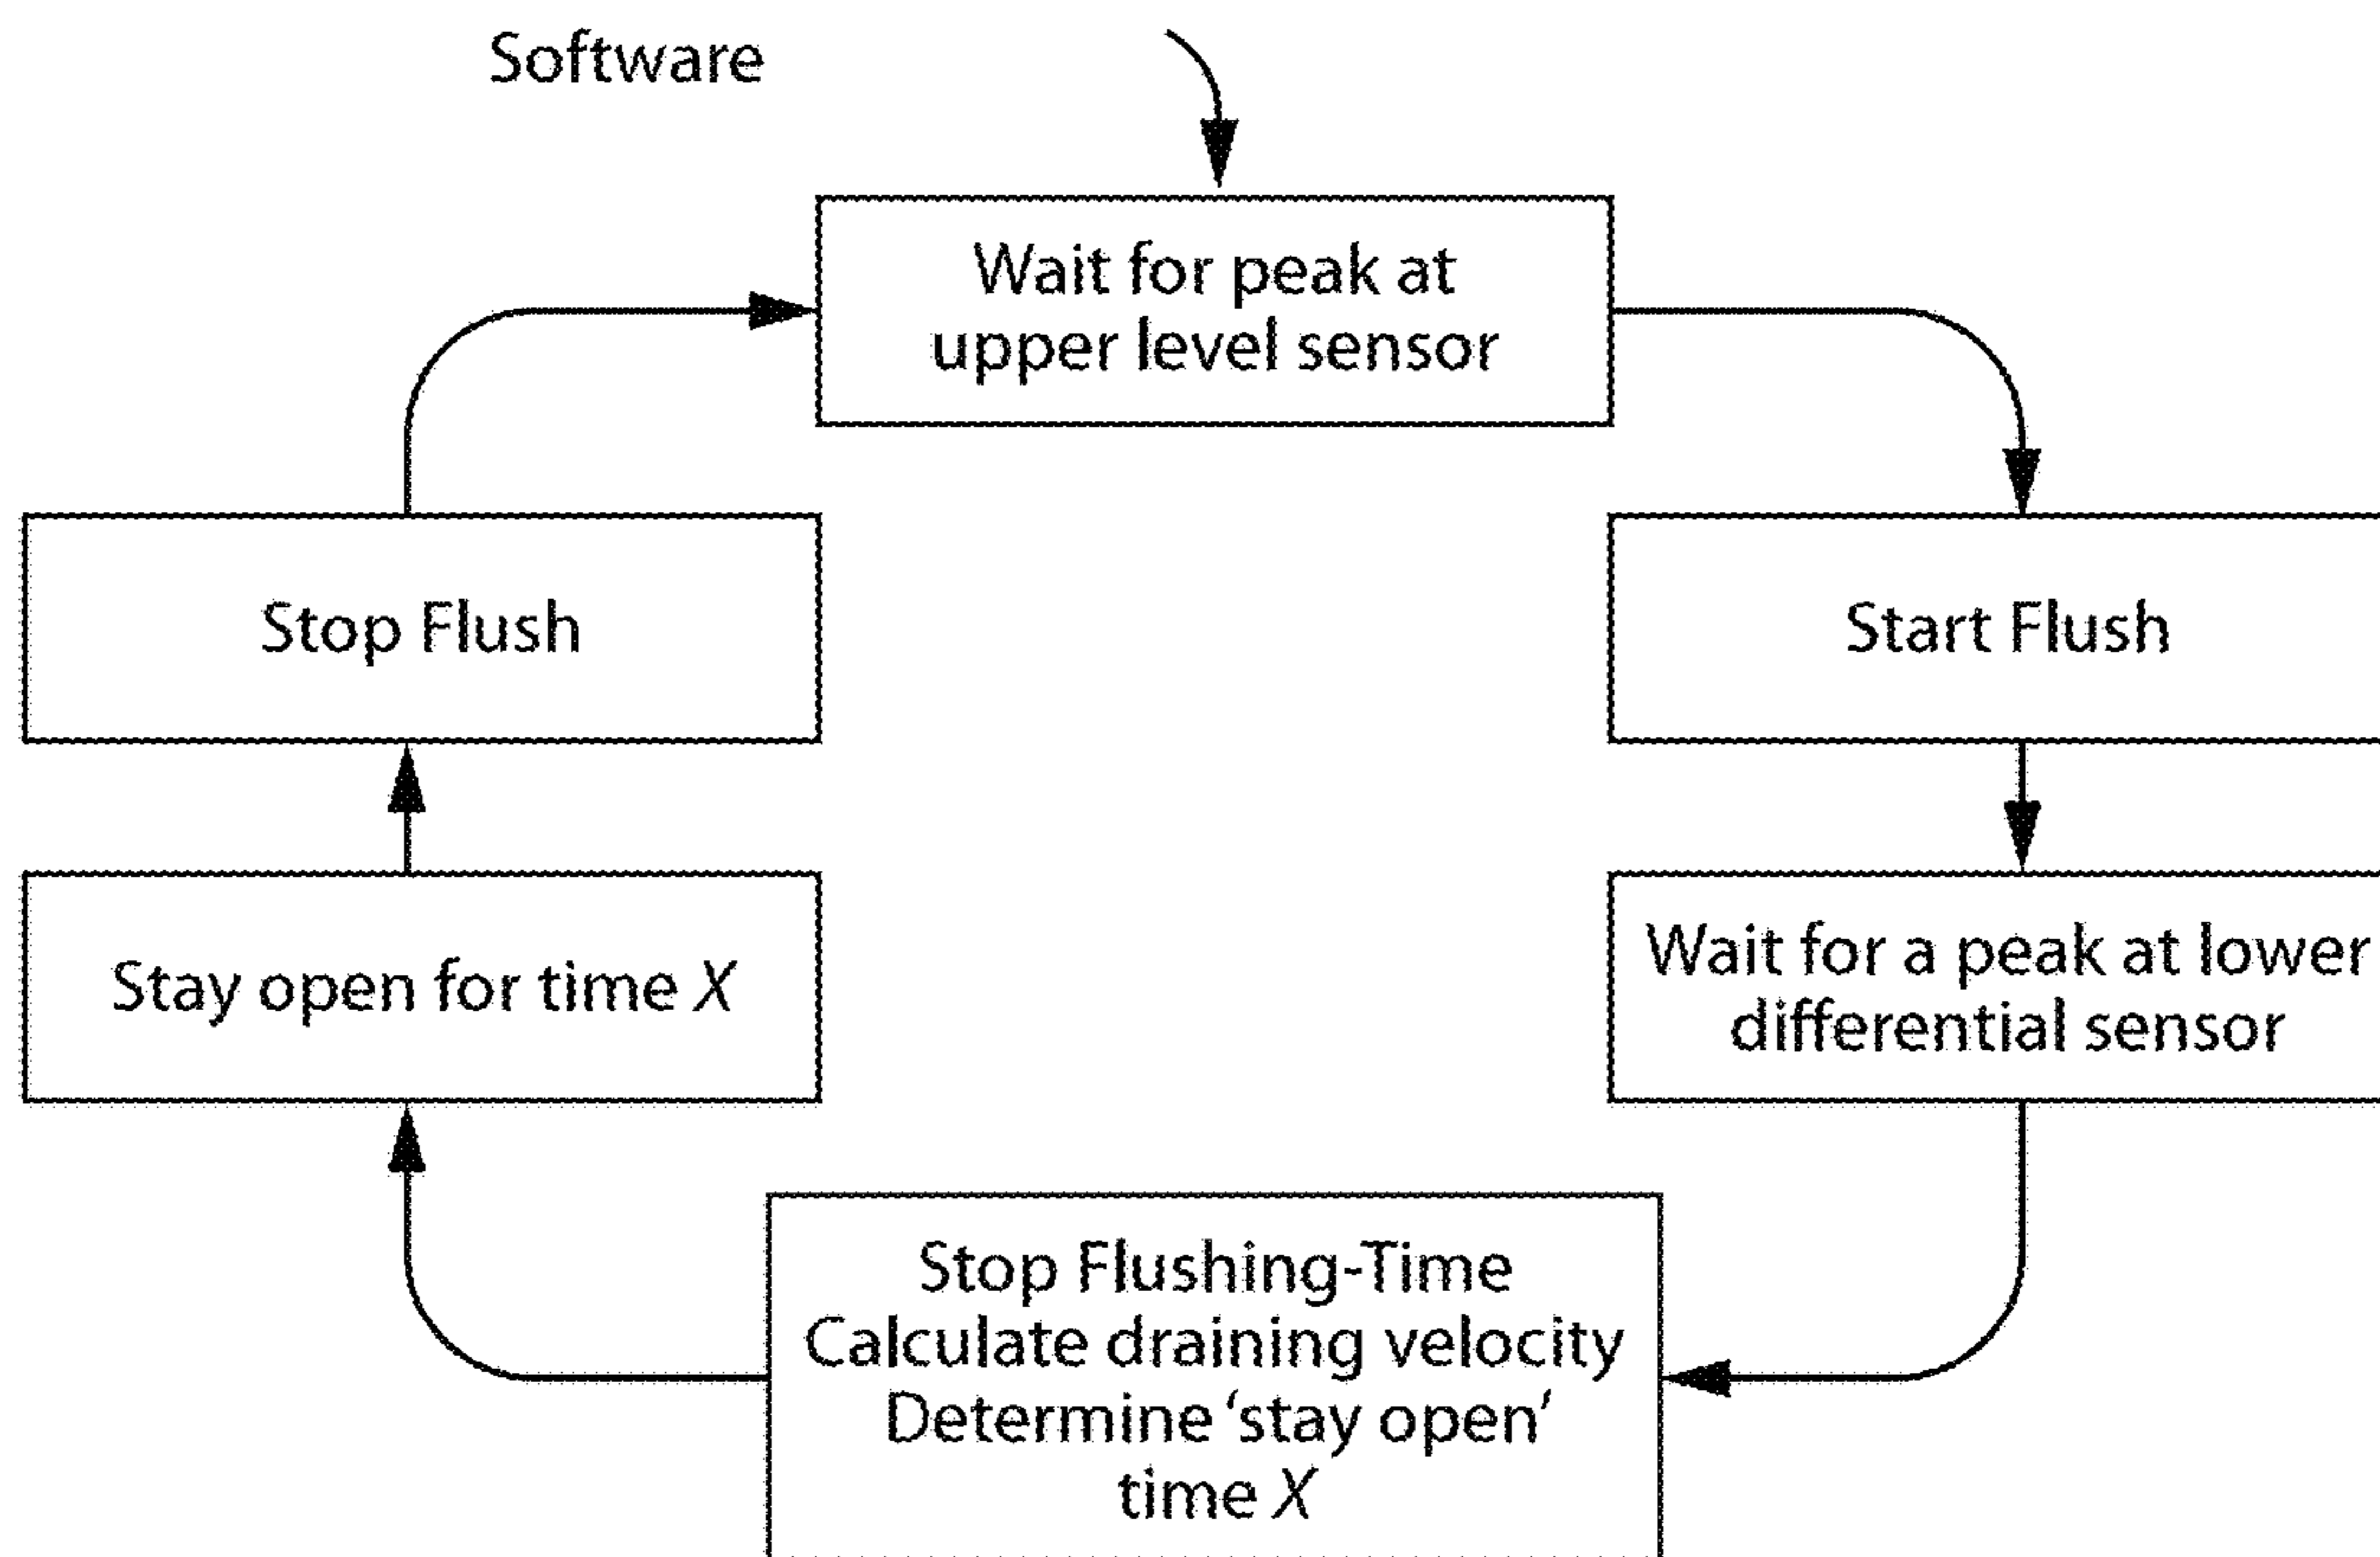 Software
Wait for peak at
upper level sensor
Stop Flush
Start Flush
Stay open for time X
Wait for a peak at lower
differential sensor
Stop Flushing-Time
Calculate draining velocity
Determine ‘stay open’
time X